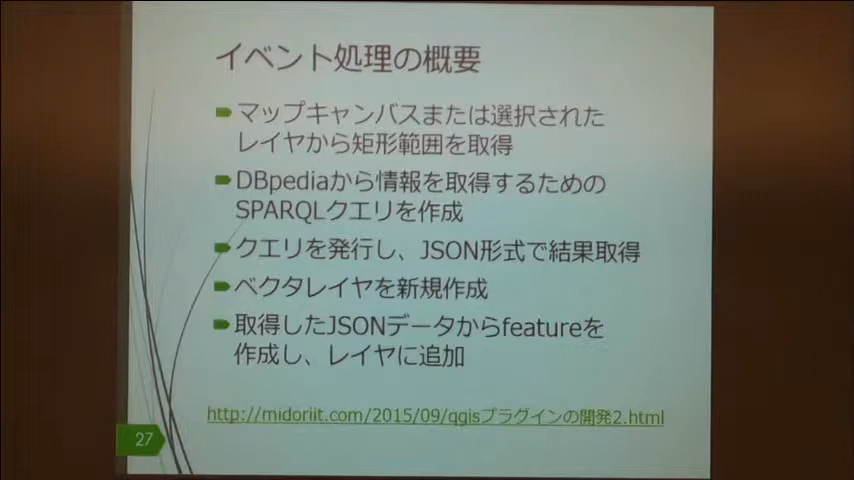 イベント処理の概要
マップキャンバスまたは選択された
レイヤから矩形範囲を取得
DBpediaから情報を取得するための
SPARQLクエリを作成
クエリを発行し、JSON形式で結果取得
ベクタレイヤを新規作成
取得したJSONデータからfeatureを
作成し、レイヤに追加
http://midoriit.com/2015/09/qgisプラグインの開発2.html
27